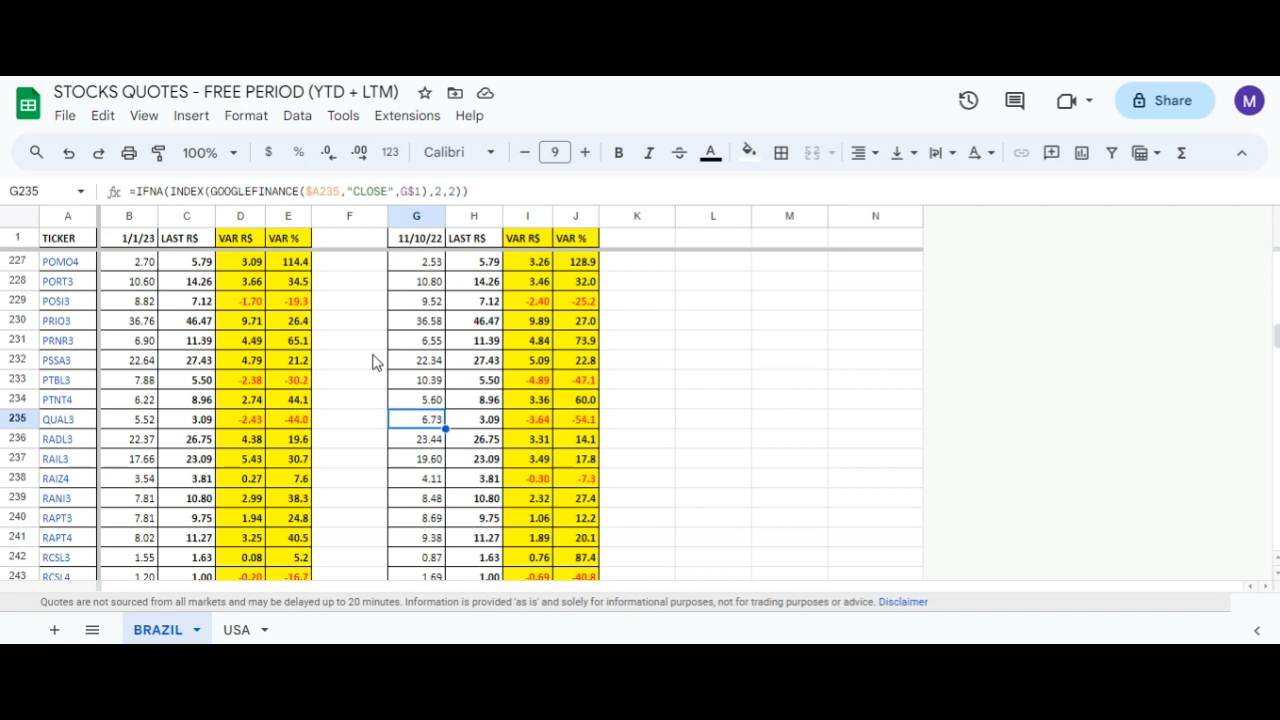 STOCKS QUOTES - FREE PERIOD (YTD + LTM)
File Edit View Insert Format Data Tools Extensions Help
Share M
100% $ % .0 .00 123 Calibri 9 B I A
G235 fx =IFNA(INDEX(GOOGLEFINANCE($A235,"CLOSE",G$1),2,2))
A B C D E F G H I J K L M N
1 TICKER 1/1/23 LAST R$ VAR R$ VAR % 11/10/22 LAST R$ VAR R$ VAR %
227 POMO4 2.70 5.79 3.09 114.4 2.53 5.79 3.26 128.9
228 PORT3 10.60 14.26 3.66 34.5 10.80 14.26 3.46 32.0
229 POSI3 8.82 7.12 -1.70 -19.3 9.52 7.12 -2.40 -25.2
230 PRIO3 36.76 46.47 9.71 26.4 36.58 46.47 9.89 27.0
231 PRNR3 6.90 11.39 4.49 65.1 6.55 11.39 4.84 73.9
232 PSSA3 22.64 27.43 4.79 21.2 22.34 27.43 5.09 22.8
233 PTBL3 7.88 5.50 -2.38 -30.2 10.39 5.50 -4.89 -47.1
234 PTNT4 6.22 8.96 2.74 44.1 5.60 8.96 3.36 60.0
235 QUAL3 5.52 3.09 -2.43 -44.0 6.73 3.09 -3.64 -54.1
236 RADL3 22.37 26.75 4.38 19.6 23.44 26.75 3.31 14.1
237 RAIL3 17.66 23.09 5.43 30.7 19.60 23.09 3.49 17.8
238 RAIZ4 3.54 3.81 0.27 7.6 4.11 3.81 -0.30 -7.3
239 RANI3 7.81 10.80 2.99 38.3 8.48 10.80 2.32 27.4
240 RAPT3 7.81 9.75 1.94 24.8 8.69 9.75 1.06 12.2
241 RAPT4 8.02 11.27 3.25 40.5 9.38 11.27 1.89 20.1
242 RCSL3 1.55 1.63 0.08 5.2 0.87 1.63 0.76 87.4
243 RCSL4 1.20 1.00 -0.20 -16.7 1.69 1.00 -0.69 -40.8
Quotes are not sourced from all markets and may be delayed up to 20 minutes. Information is provided 'as is' and solely for informational purposes, not for trading purposes or advice. Disclaimer
BRAZIL USA